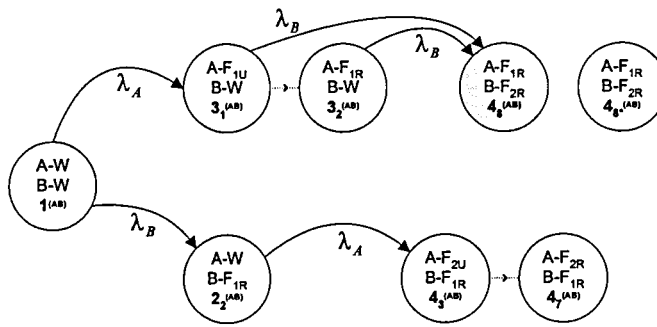 λ_B
λ_B
λ_A
A-F_1U
B-W
3_1^(AB)
A-F_1R
B-W
3_2^(AB)
A-F_1R
B-F_2R
4_8^(AB)
A-F_1R
B-F_2R
4_8*^(AB)
A-W
B-W
1^(AB)
λ_B
λ_A
A-W
B-F_1R
2_2^(AB)
A-F_2U
B-F_1R
4_3^(AB)
A-F_2R
B-F_1R
4_7^(AB)